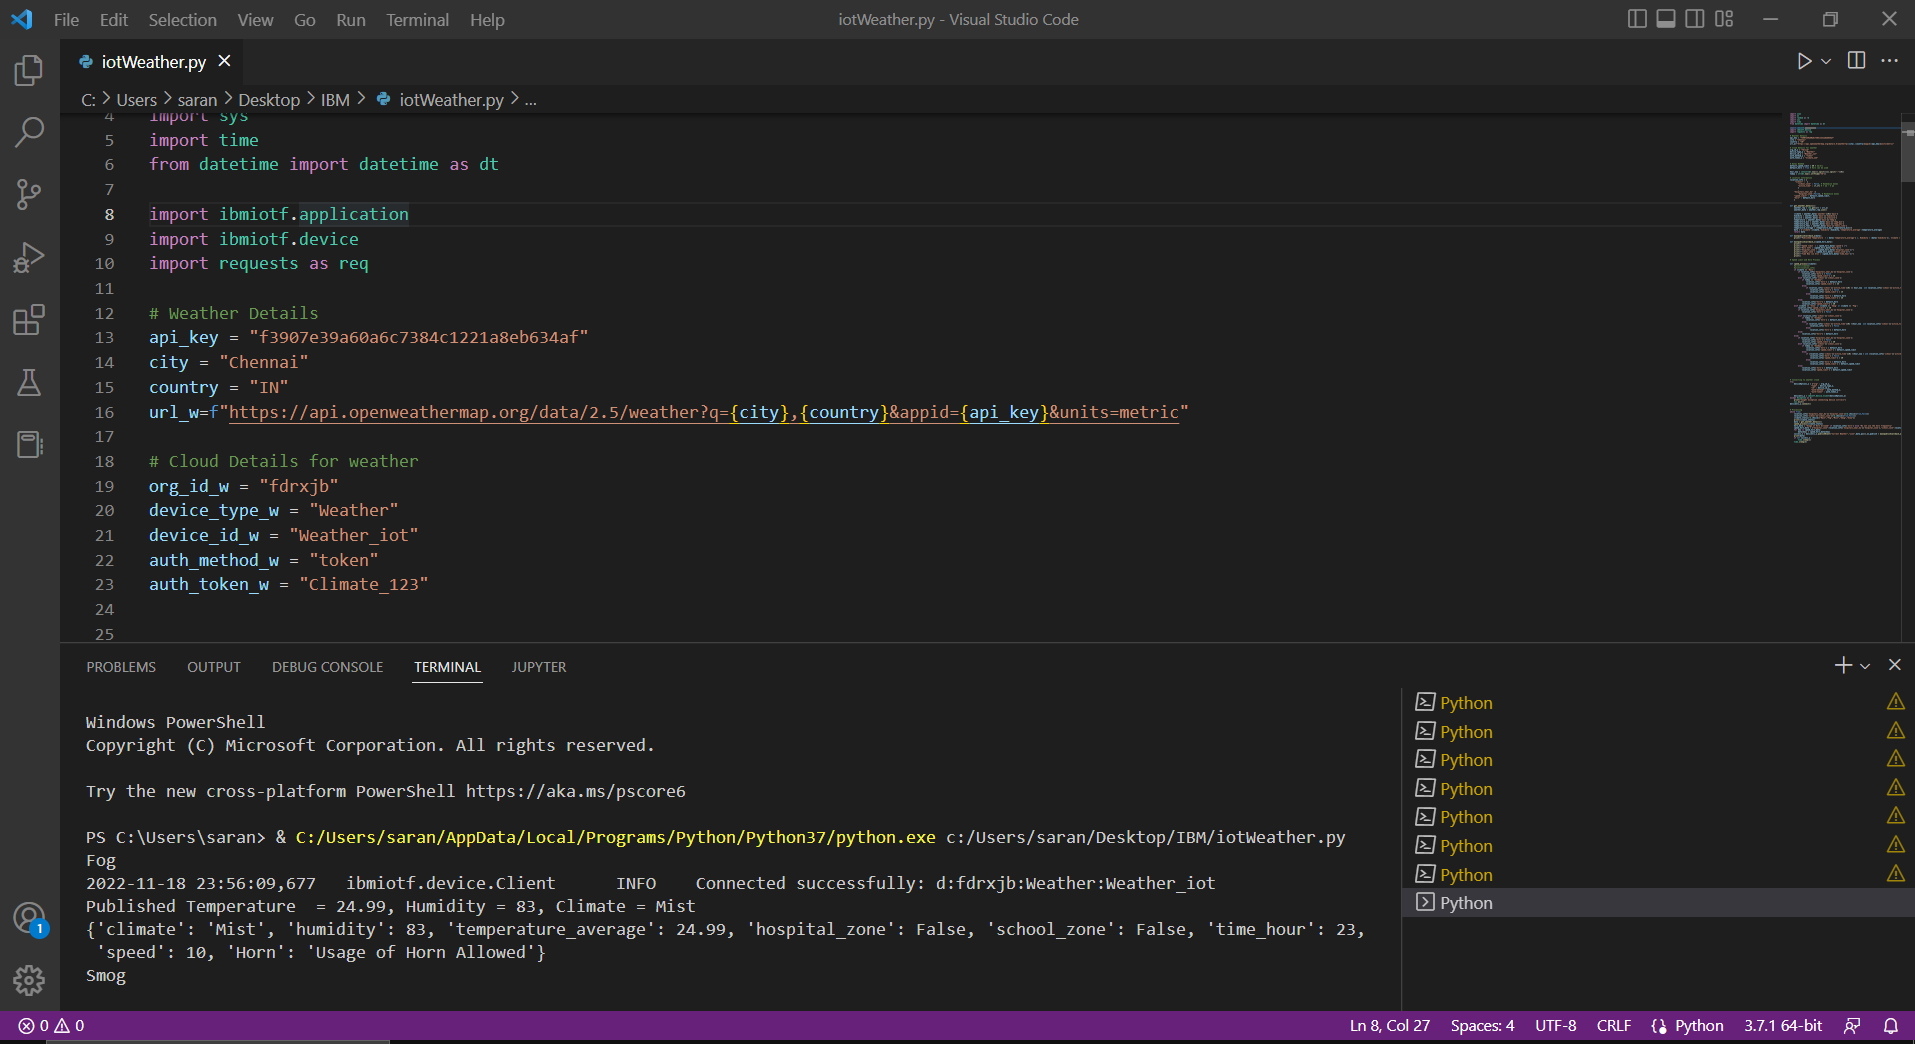 File Edit Selection View Go Run Terminal Help
iotWeather.py - Visual Studio Code
iotWeather.py
C: > Users > saran > Desktop > IBM > iotWeather.py > ...
4 import sys
5 import time
6 from datetime import datetime as dt
7
8 import ibmiotf.application
9 import ibmiotf.device
10 import requests as req
11
12 # Weather Details
13 api_key = "f3907e39a60a6c7384c1221a8eb634af"
14 city = "Chennai"
15 country = "IN"
16 url_w=f"https://api.openweathermap.org/data/2.5/weather?q={city},{country}&appid={api_key}&units=metric"
17
18 # Cloud Details for weather
19 org_id_w = "fdrxjb"
20 device_type_w = "Weather"
21 device_id_w = "Weather_iot"
22 auth_method_w = "token"
23 auth_token_w = "Climate_123"
24
25
PROBLEMS OUTPUT DEBUG CONSOLE TERMINAL JUPYTER
Windows PowerShell
Copyright (C) Microsoft Corporation. All rights reserved.
Try the new cross-platform PowerShell https://aka.ms/pscore6
PS C:\Users\saran> & C:/Users/saran/AppData/Local/Programs/Python/Python37/python.exe c:/Users/saran/Desktop/IBM/iotWeather.py
Fog
2022-11-18 23:56:09,677   ibmiotf.device.Client      INFO    Connected successfully: d:fdrxjb:Weather:Weather_iot
Published Temperature  = 24.99, Humidity = 83, Climate = Mist
{'climate': 'Mist', 'humidity': 83, 'temperature_average': 24.99, 'hospital_zone': False, 'school_zone': False, 'time_hour': 23,
'speed': 10, 'Horn': 'Usage of Horn Allowed'}
Smog
Python
Python
Python
Python
Python
Python
Python
Python
1
0 0
Ln 8, Col 27 Spaces: 4 UTF-8 CRLF Python 3.7.1 64-bit